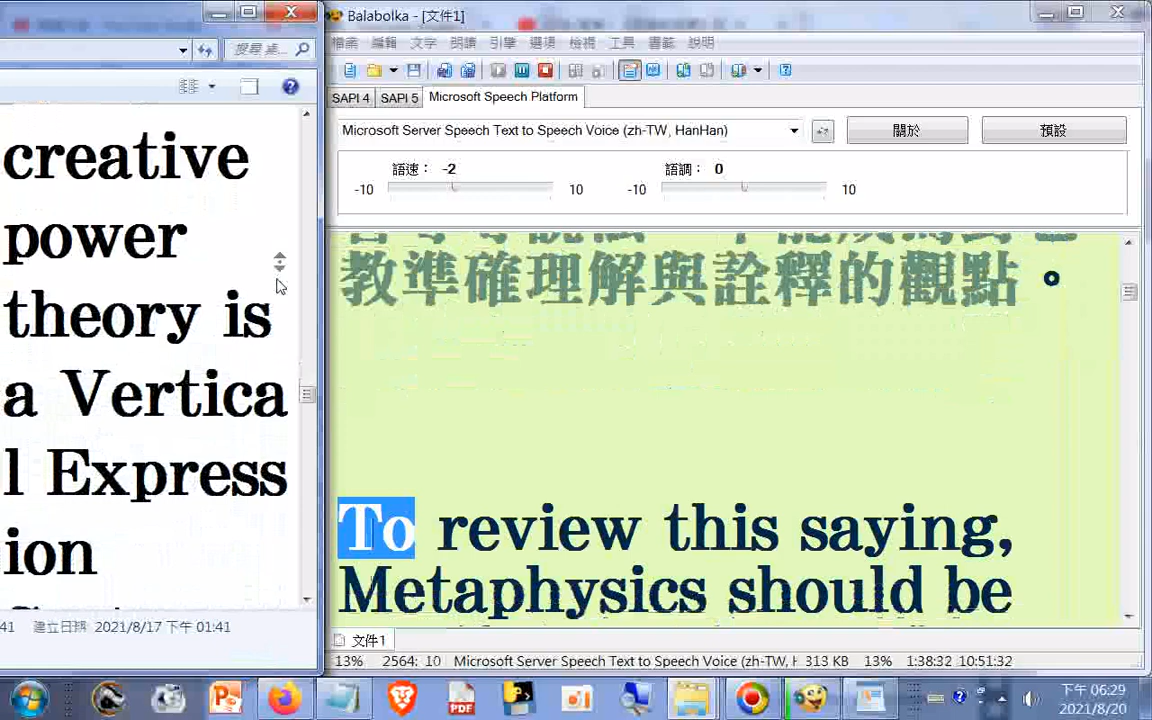 creative
power
theory is
a Vertica
l Express
ion
41 建立日期: 2021/8/17 下午 01:41
Balabolka - [文件1]
檔案 編輯 文字 朗讀 引擎 選項 檢視 工具 書籤 說明
SAPI 4 SAPI 5 Microsoft Speech Platform
Microsoft Server Speech Text to Speech Voice (zh-TW, HanHan)
關於 預設
語速: -2 語調: 0
-10 10 -10 10
教準確理解與詮釋的觀點。
To review this saying,
Metaphysics should be
文件1
13% 2564: 10 Microsoft Server Speech Text to Speech Voice (zh-TW, H 313 KB 13% 1:38:32 10:51:32
下午 06:29
2021/8/20